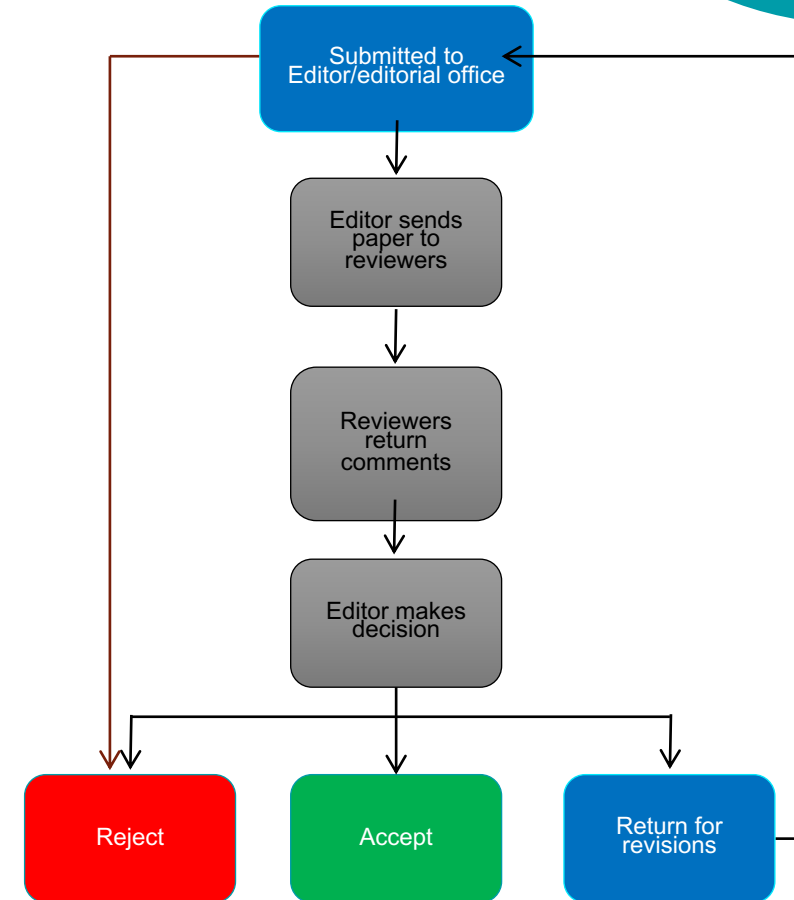 Submitted to
Editor/editorial office
Editor sends
paper to
reviewers
Reviewers
return
comments
Editor makes
decision
Reject
Accept
Return for
revisions